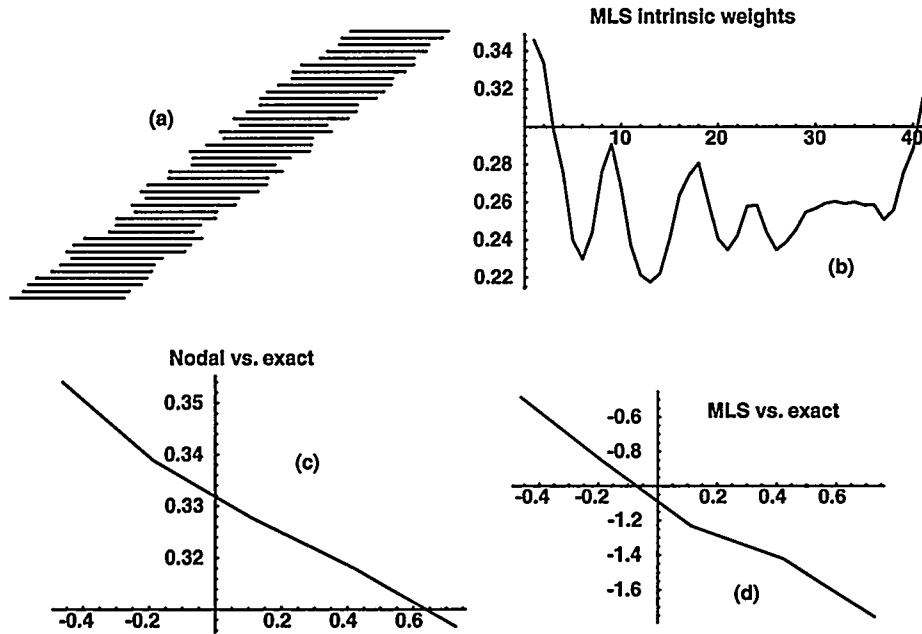 MLS intrinsic weights
(a)
0.34
0.32
10 20 30 40
0.28
0.26
0.24
0.22
(b)
Nodal vs. exact
0.35
0.34
0.33
0.32
(c)
-0.4 -0.2 0.2 0.4 0.6
MLS vs. exact
-0.6
-0.8
-0.4 -0.2 0.2 0.4 0.6
-1.2
-1.4
-1.6
(d)